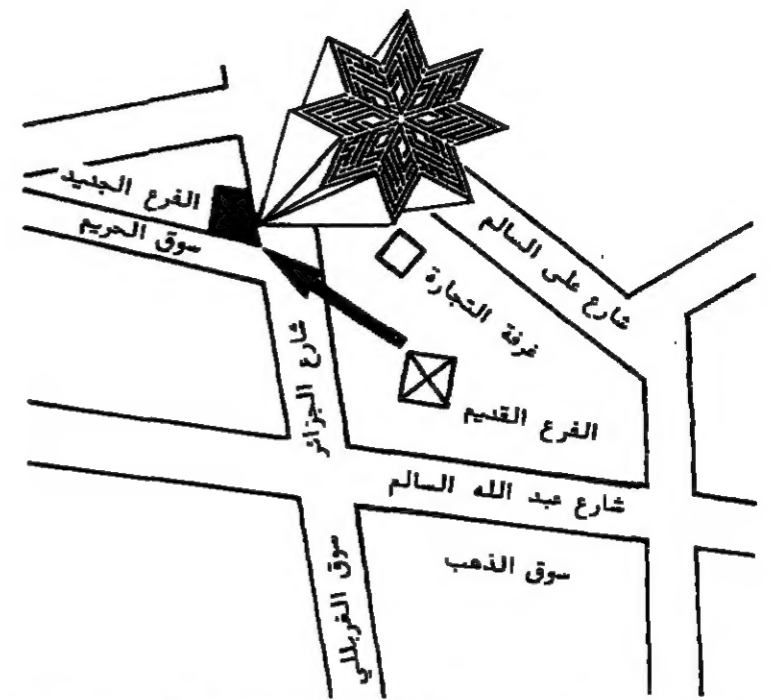 الفرع الجديد
سوق الحريم
شارع على السالم
غرفة التجارة
شارع الجزائر
الفرع القديم
شارع عبد الله السالم
سوق الذهب
سوق الغربللي